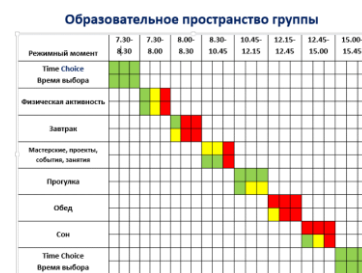 Образовательное пространство группы
Режимный момент
7.30-
8.30
7.30-
8.00
8.00-
8.30
8.30-
10.45
10.45-
12.15
12.15-
12.45
12.45-
15.00
15.00-
15.45
Time Choice
Время выбора
Физическая активность
Завтрак
Мастерские, проекты,
события, занятия
Прогулка
Обед
Сон
Time Choice
Время выбора